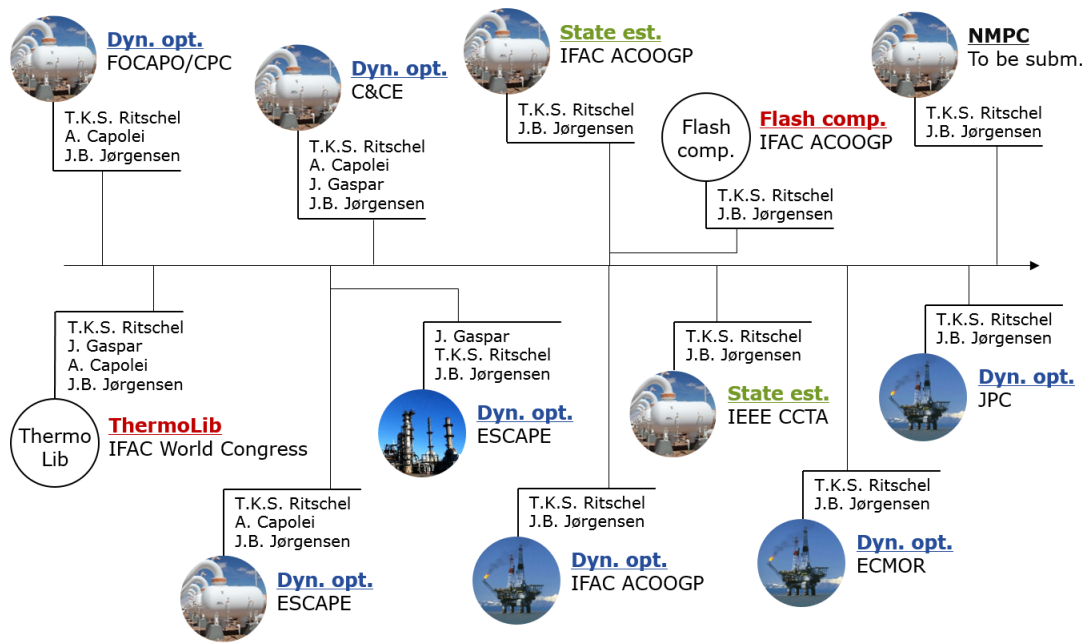 Dyn. opt.
FOCAPO/CPC
T.K.S. Ritschel
A. Capolei
J.B. Jørgensen
Dyn. opt.
C&CE
T.K.S. Ritschel
A. Capolei
J. Gaspar
J.B. Jørgensen
State est.
IFAC ACOOGP
T.K.S. Ritschel
J.B. Jørgensen
Flash
comp.
Flash comp.
IFAC ACOOGP
T.K.S. Ritschel
J.B. Jørgensen
NMPC
To be subm.
T.K.S. Ritschel
J.B. Jørgensen
T.K.S. Ritschel
J. Gaspar
A. Capolei
J.B. Jørgensen
Thermo
Lib
ThermoLib
IFAC World Congress
T.K.S. Ritschel
A. Capolei
J.B. Jørgensen
Dyn. opt.
ESCAPE
J. Gaspar
T.K.S. Ritschel
J.B. Jørgensen
Dyn. opt.
ESCAPE
T.K.S. Ritschel
J.B. Jørgensen
Dyn. opt.
IFAC ACOOGP
T.K.S. Ritschel
J.B. Jørgensen
State est.
IEEE CCTA
T.K.S. Ritschel
J.B. Jørgensen
Dyn. opt.
ECMOR
T.K.S. Ritschel
J.B. Jørgensen
Dyn. opt.
JPC